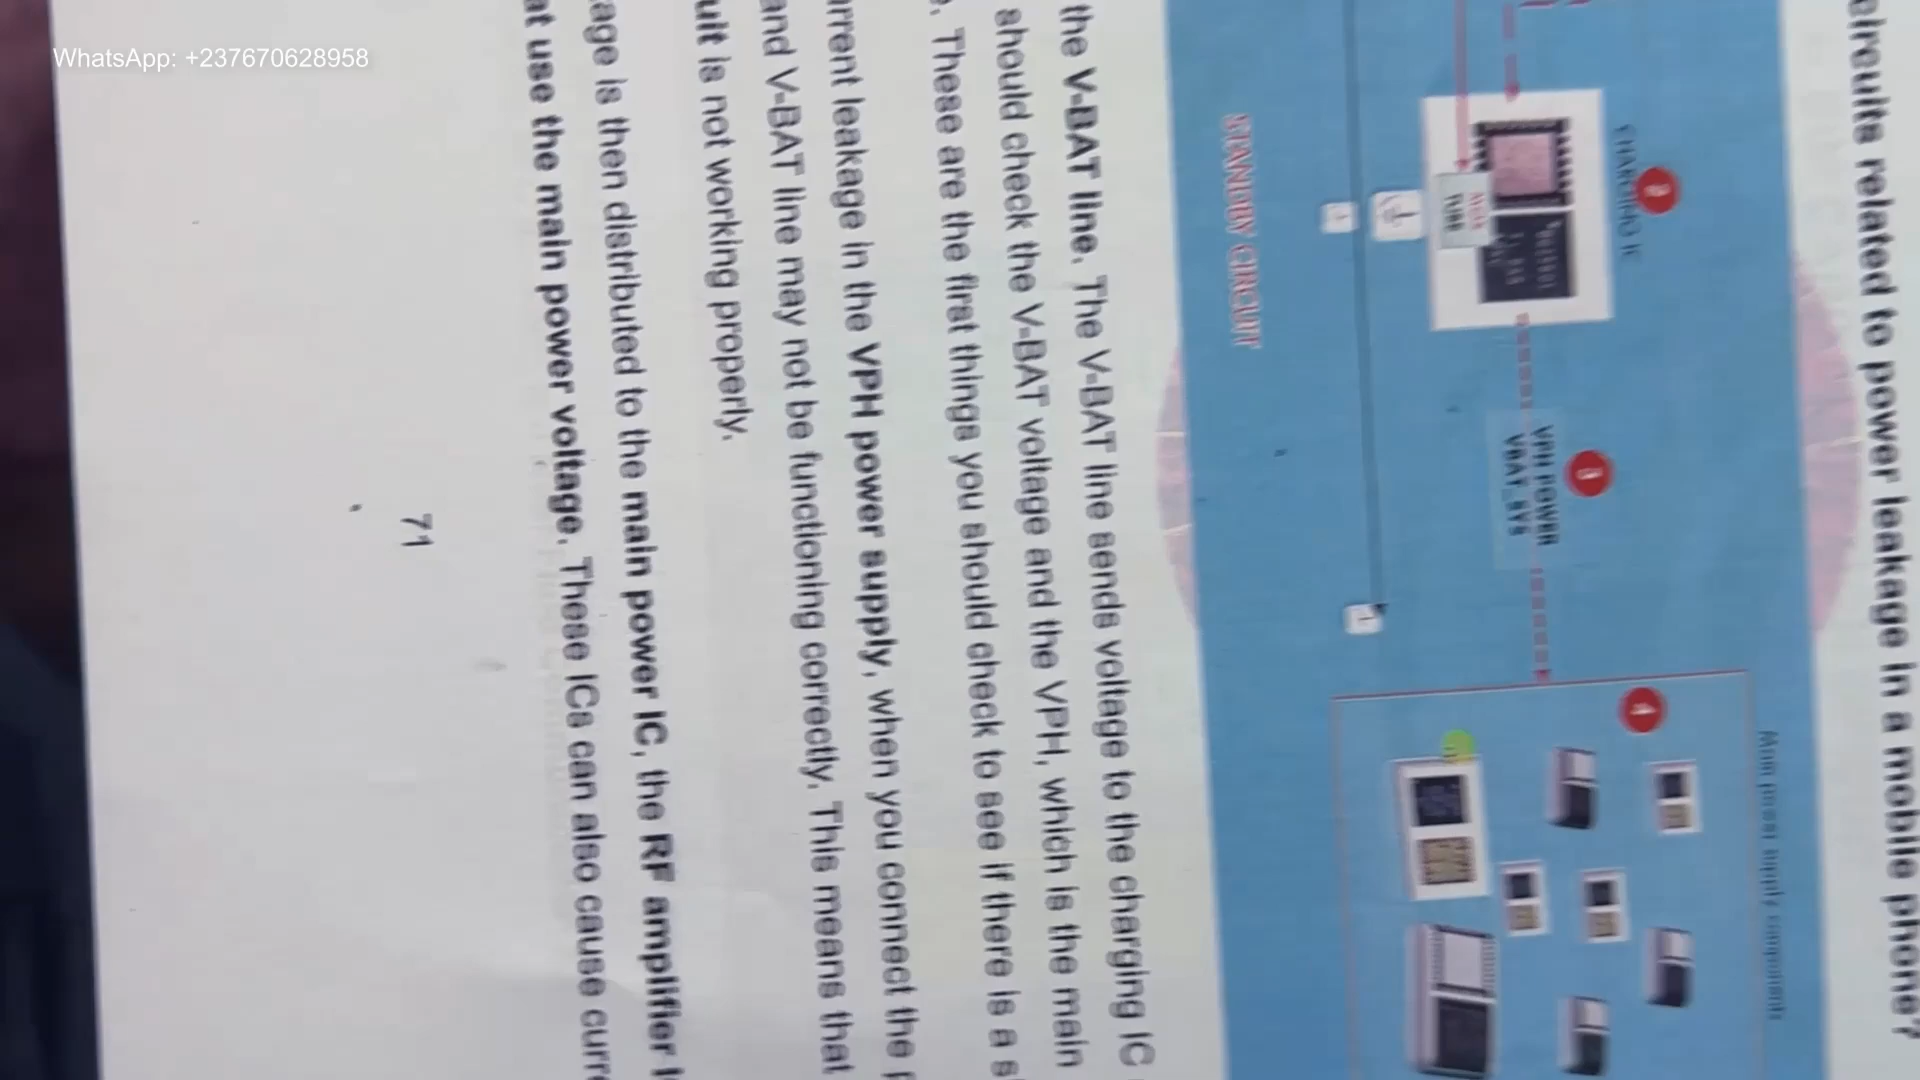 WhatsApp: +237670628958
circuits related to power leakage in a mobile phone?
CHARGING IC
2
3
VPH POWER
VBAT_SYS
4
STANDBY CIRCUIT
the V-BAT line. The V-BAT line sends voltage to the charging IC
should check the V-BAT voltage and the VPH, which is the main
. These are the first things you should check to see if there is a s
rrent leakage in the VPH power supply, when you connect the
and V-BAT line may not be functioning correctly. This means that
uit is not working properly.
age is then distributed to the main power IC, the RF amplifier I
at use the main power voltage. These ICs can also cause curre
71